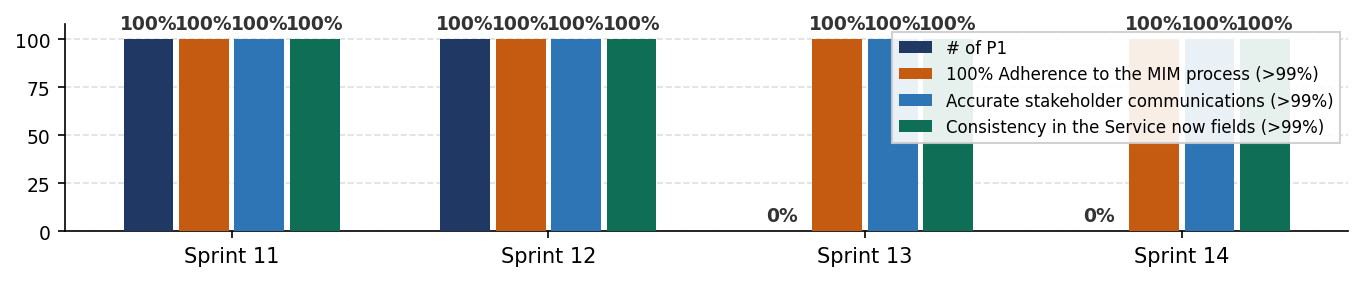 100% 100% 100% 100% 100% 100% 100% 100% 100% 100% 100% 100% 100% 100%
100
# of P1
100% Adherence to the MIM process (>99%)
75
Accurate stakeholder communications (>99%)
50
Consistency in the Service now fields (>99%)
25
0% 0%
0
Sprint 11 Sprint 12 Sprint 13 Sprint 14